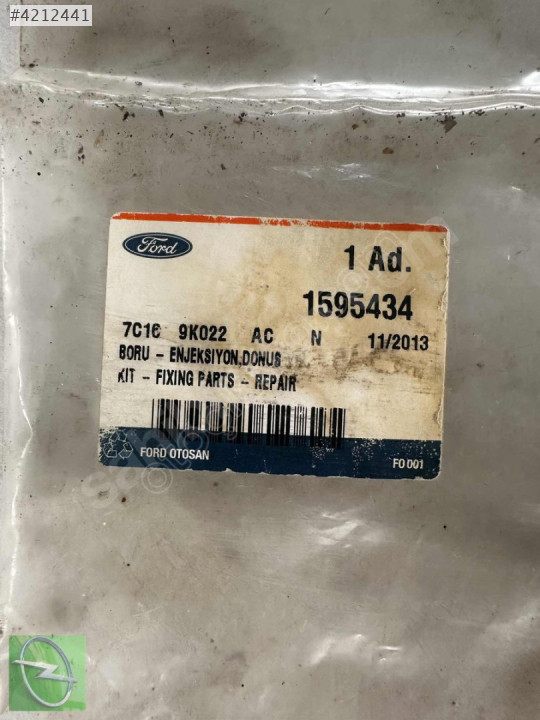 #4212441
Ford
1 Ad.
1595434
7C16 9K022 AC N 11/2013
BORU - ENJEKSIYON,DONUS
KIT - FIXING PARTS - REPAIR
FORD OTOSAN
FO001